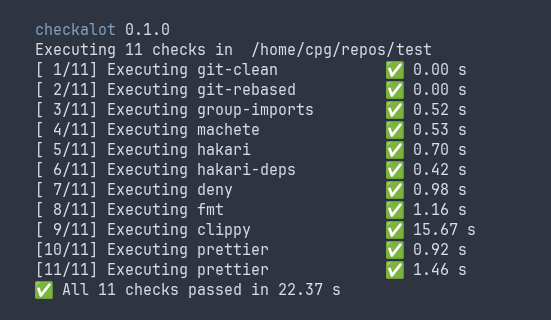 checkalot 0.1.0
Executing 11 checks in  /home/cpg/repos/test
[ 1/11] Executing git-clean            ✅ 0.00 s
[ 2/11] Executing git-rebased          ✅ 0.00 s
[ 3/11] Executing group-imports        ✅ 0.52 s
[ 4/11] Executing machete              ✅ 0.53 s
[ 5/11] Executing hakari               ✅ 0.70 s
[ 6/11] Executing hakari-deps          ✅ 0.42 s
[ 7/11] Executing deny                 ✅ 0.98 s
[ 8/11] Executing fmt                  ✅ 1.16 s
[ 9/11] Executing clippy               ✅ 15.67 s
[10/11] Executing prettier             ✅ 0.92 s
[11/11] Executing prettier             ✅ 1.46 s
✅ All 11 checks passed in 22.37 s